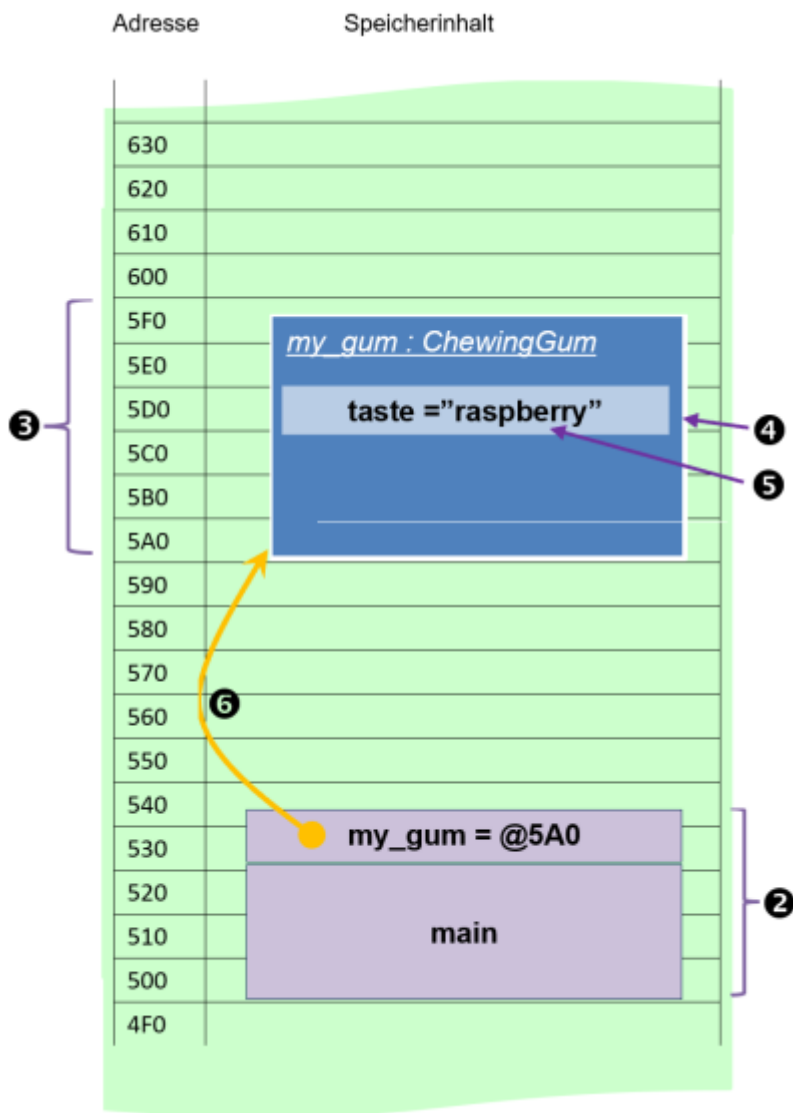 Adresse Speicherinhalt
630
620
610
600
5F0
my_gum : ChewingGum
5E0
5D0 taste =”raspberry”
❸ ❹
5C0
❺
5B0
5A0
590
580
570
❻
560
550
540
530 my_gum = @5A0
520
❷
510 main
500
4F0